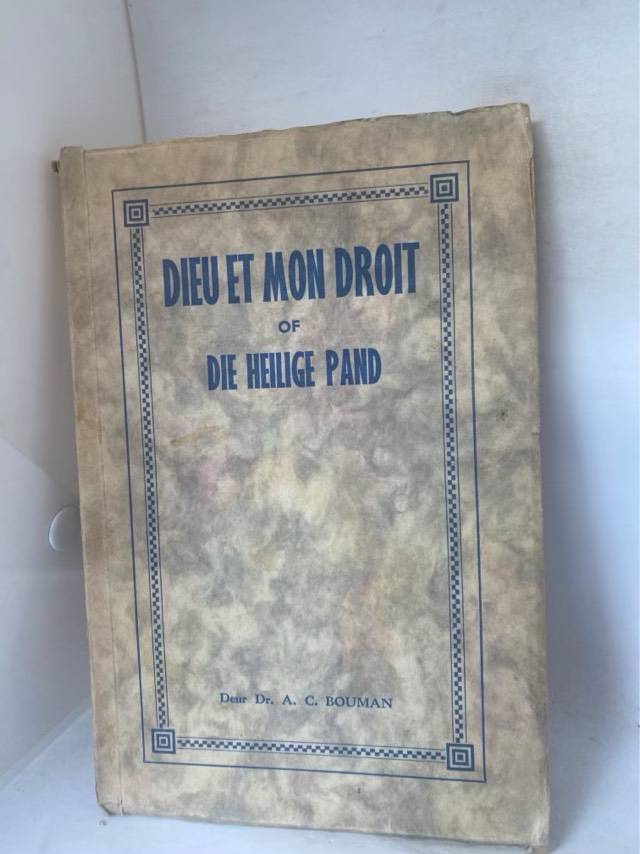 DIEU ET MON DROIT
OF
DIE HEILIGE PAND
Deur Dr. A. C. BOUMAN